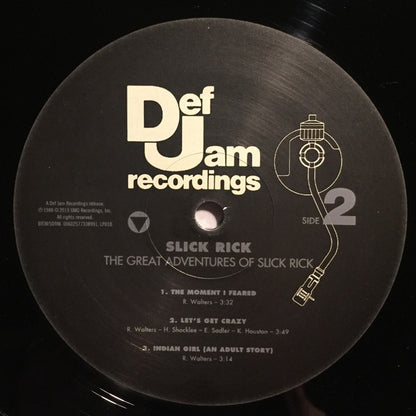 Def
Jam
recordings
A Def Jam Recordings release.
℗ 1988 © 2019 UMG Recordings, Inc.
All rights reserved.
SIDE 2
SLICK RICK
THE GREAT ADVENTURES OF SLICK RICK
1. THE MOMENT I FEARED
R. Walters – 3:32
2. LET'S GET CRAZY
R. Walters – H. Shocklee – E. Sadler – K. Houston – 3:49
3. INDIAN GIRL (AN ADULT STORY)
R. Walters – 3:14